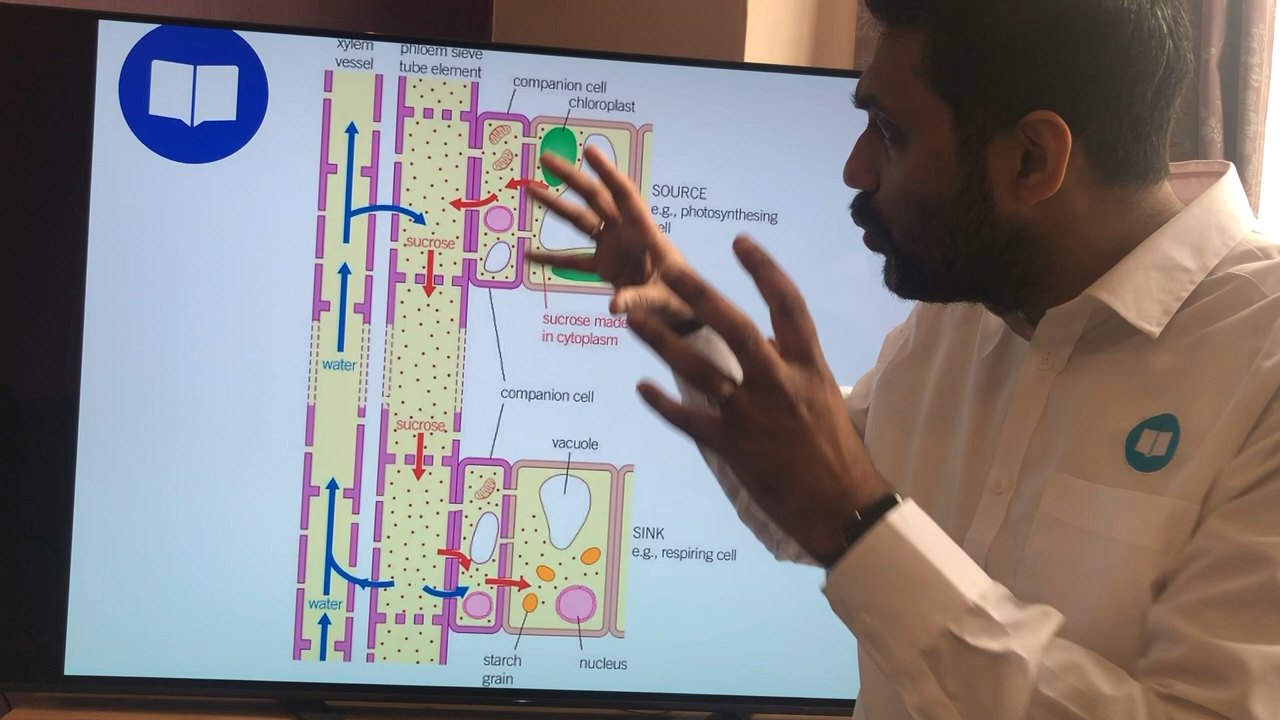 xylem
vessel
phloem sieve
tube element
companion cell
chloroplast
SOURCE
e.g., photosynthesing
sucrose
sucrose made
in cytoplasm
water
companion cell
sucrose
vacuole
SINK
e.g., respiring cell
water
starch
grain
nucleus